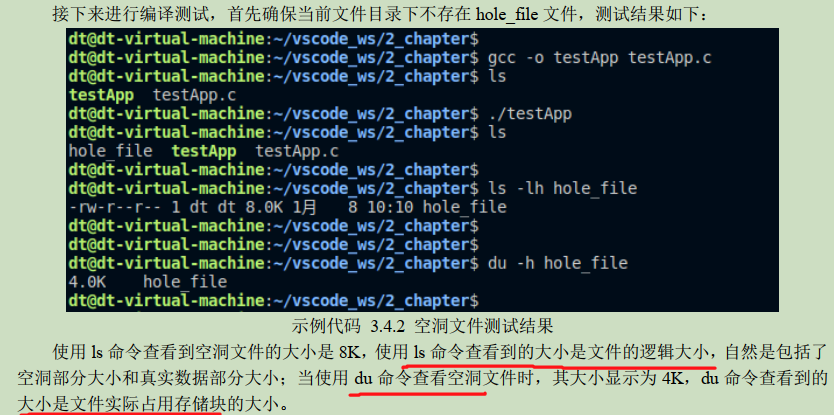 接下来进行编译测试，首先确保当前文件目录下不存在 hole_file 文件，测试结果如下：
dt@dt-virtual-machine:~/vscode_ws/2_chapter$
dt@dt-virtual-machine:~/vscode_ws/2_chapter$ gcc -o testApp testApp.c
dt@dt-virtual-machine:~/vscode_ws/2_chapter$ ls
testApp  testApp.c
dt@dt-virtual-machine:~/vscode_ws/2_chapter$ ./testApp
dt@dt-virtual-machine:~/vscode_ws/2_chapter$ ls
hole_file  testApp  testApp.c
dt@dt-virtual-machine:~/vscode_ws/2_chapter$
dt@dt-virtual-machine:~/vscode_ws/2_chapter$ ls -lh hole_file
-rw-r--r-- 1 dt dt 8.0K 1月   8 10:10 hole_file
dt@dt-virtual-machine:~/vscode_ws/2_chapter$
dt@dt-virtual-machine:~/vscode_ws/2_chapter$
dt@dt-virtual-machine:~/vscode_ws/2_chapter$ du -h hole_file
4.0K    hole_file
dt@dt-virtual-machine:~/vscode_ws/2_chapter$
示例代码 3.4.2 空洞文件测试结果
使用 ls 命令查看到空洞文件的大小是 8K，使用 ls 命令查看到的大小是文件的逻辑大小，自然是包括了
空洞部分大小和真实数据部分大小；当使用 du 命令查看空洞文件时，其大小显示为 4K，du 命令查看到的
大小是文件实际占用存储块的大小。